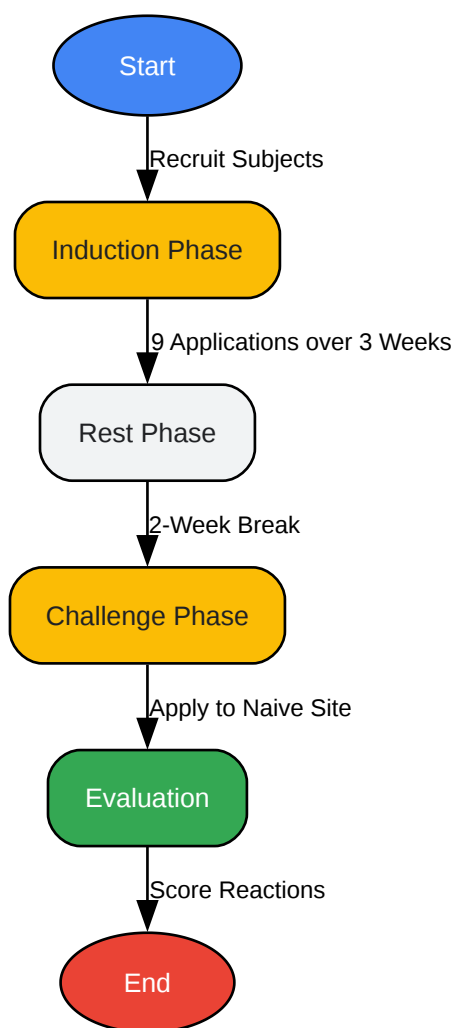 Start
Recruit Subjects
Induction Phase
9 Applications over 3 Weeks
Rest Phase
2-Week Break
Challenge Phase
Apply to Naive Site
Evaluation
Score Reactions
End